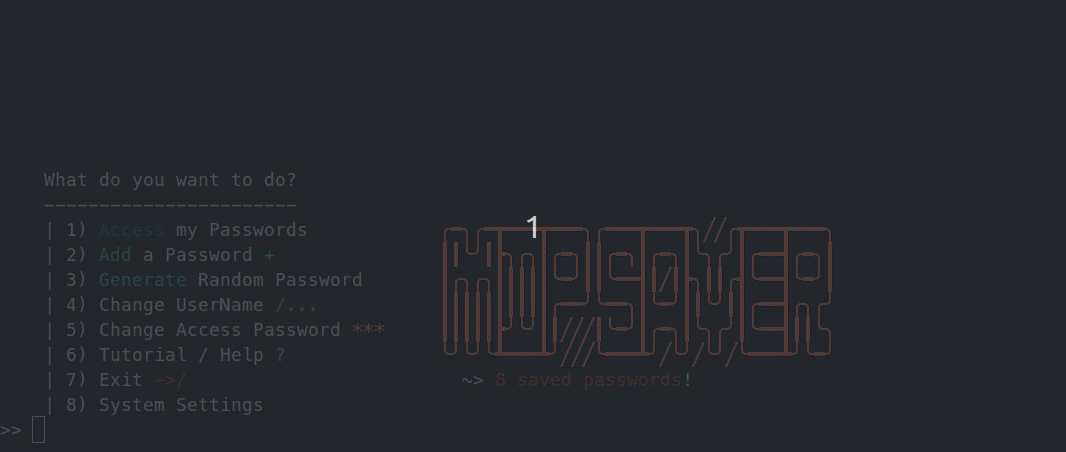 What do you want to do?
-----------------------
| 1) Access my Passwords
| 2) Add a Password +
| 3) Generate Random Password
| 4) Change UserName /...
| 5) Change Access Password ***
| 6) Tutorial / Help ?
| 7) Exit ->/
| 8) System Settings
>>
1
~> 8 saved passwords!